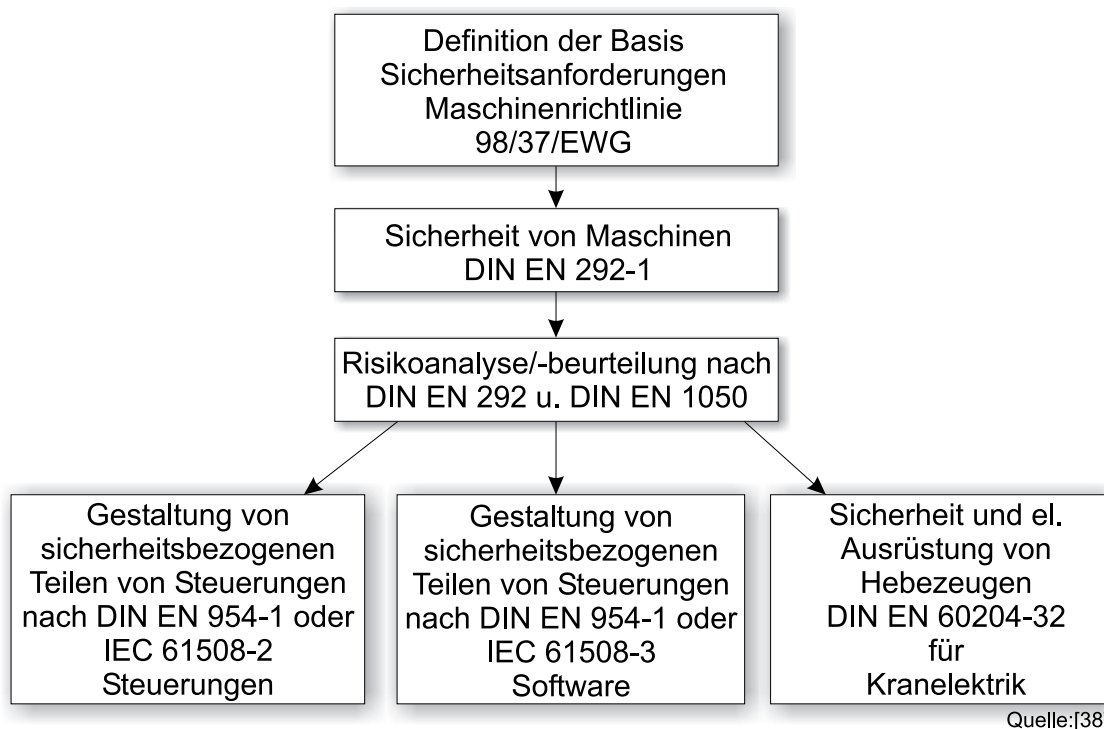 Definition der Basis
Sicherheitsanforderungen
Maschinenrichtlinie
98/37/EWG
Sicherheit von Maschinen
DIN EN 292-1
Risikoanalyse/-beurteilung nach
DIN EN 292 u. DIN EN 1050
Gestaltung von
sicherheitsbezogenen
Teilen von Steuerungen
nach DIN EN 954-1 oder
IEC 61508-2
Steuerungen
Gestaltung von
sicherheitsbezogenen
Teilen von Steuerungen
nach DIN EN 954-1 oder
IEC 61508-3
Software
Sicherheit und el.
Ausrüstung von
Hebezeugen
DIN EN 60204-32
für
Kranelektrik
Quelle:[38